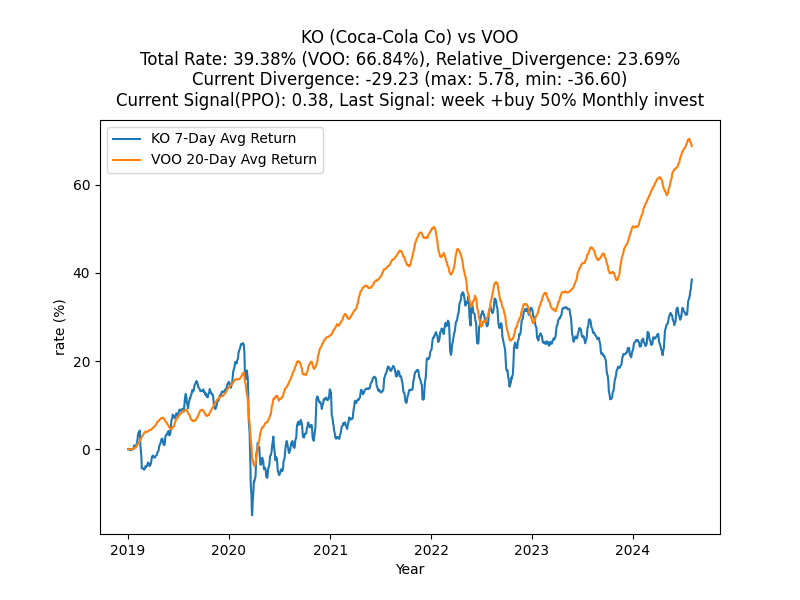 KO (Coca-Cola Co) vs VOO
Total Rate: 39.38% (VOO: 66.84%), Relative_Divergence: 23.69%
Current Divergence: -29.23 (max: 5.78, min: -36.60)
Current Signal(PPO): 0.38, Last Signal: week +buy 50% Monthly invest
KO 7-Day Avg Return
VOO 20-Day Avg Return
60
40
20
0
rate (%)
2019 2020 2021 2022 2023 2024
Year